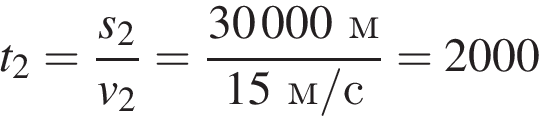 t₂ = s₂/v₂ = 30 000 м/15 м/с = 2000